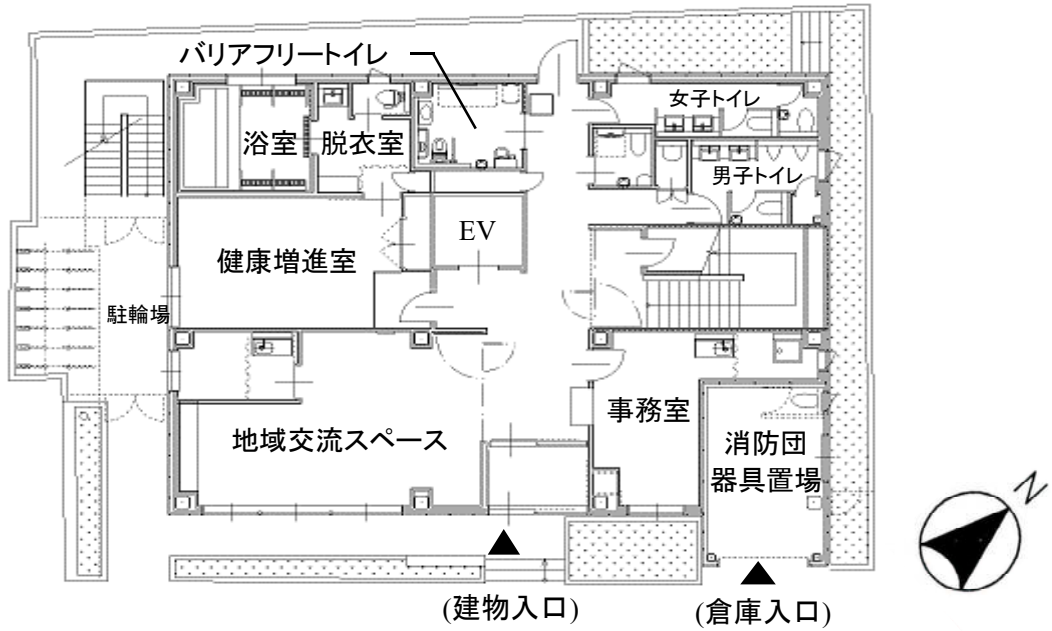 バリアフリートイレ
女子トイレ
浴室
脱衣室
男子トイレ
EV
健康増進室
駐輪場
事務室
地域交流スペース
消防団
器具置場
N
(建物入口)
(倉庫入口)